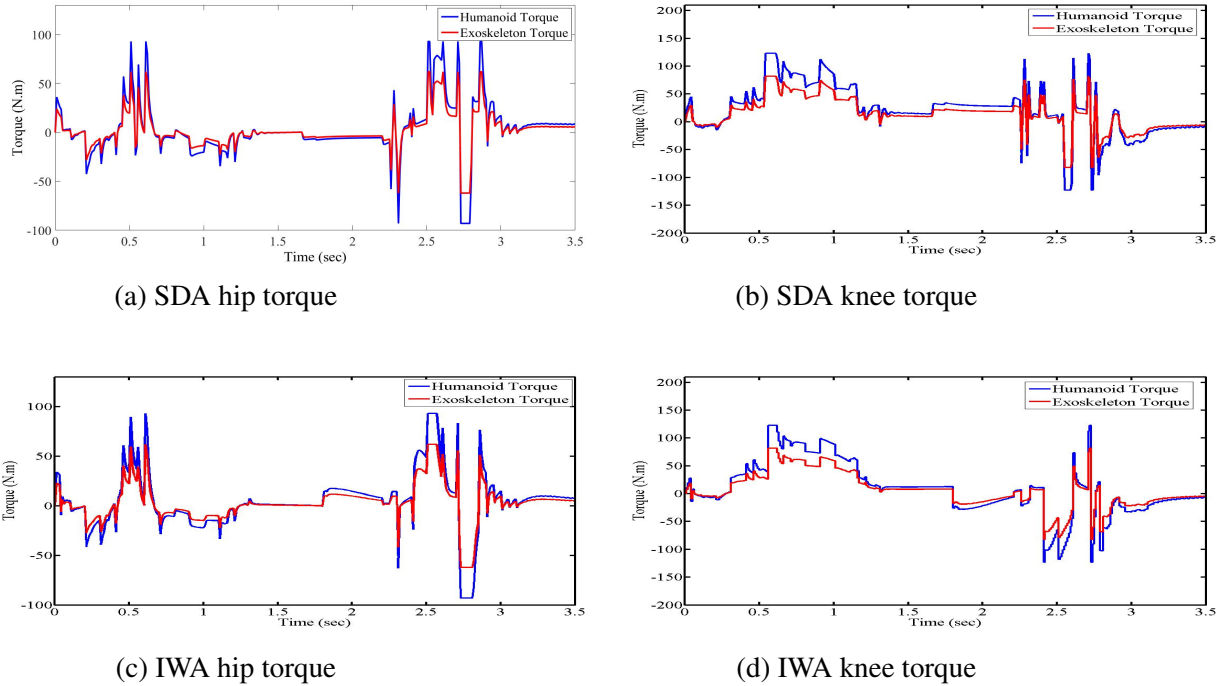 Humanoid Torque
Exoskeleton Torque
Torque (N.m)
100
50
0
-50
-100
0 0.5 1 1.5 2 2.5 3 3.5
Time (sec)
(a) SDA hip torque
Humanoid Torque
Exoskeleton Torque
Torque (N.m)
200
150
100
50
0
-50
-100
-150
-200
0 0.5 1 1.5 2 2.5 3 3.5
Time (sec)
(b) SDA knee torque
Humanoid Torque
Exoskeleton Torque
Torque (N.m)
100
50
0
-50
-100
0 0.5 1 1.5 2 2.5 3 3.5
Time (sec)
(c) IWA hip torque
Humanoid Torque
Exoskeleton Torque
Torque (N.m)
200
150
100
50
0
-50
-100
-150
-200
0 0.5 1 1.5 2 2.5 3 3.5
Time (sec)
(d) IWA knee torque